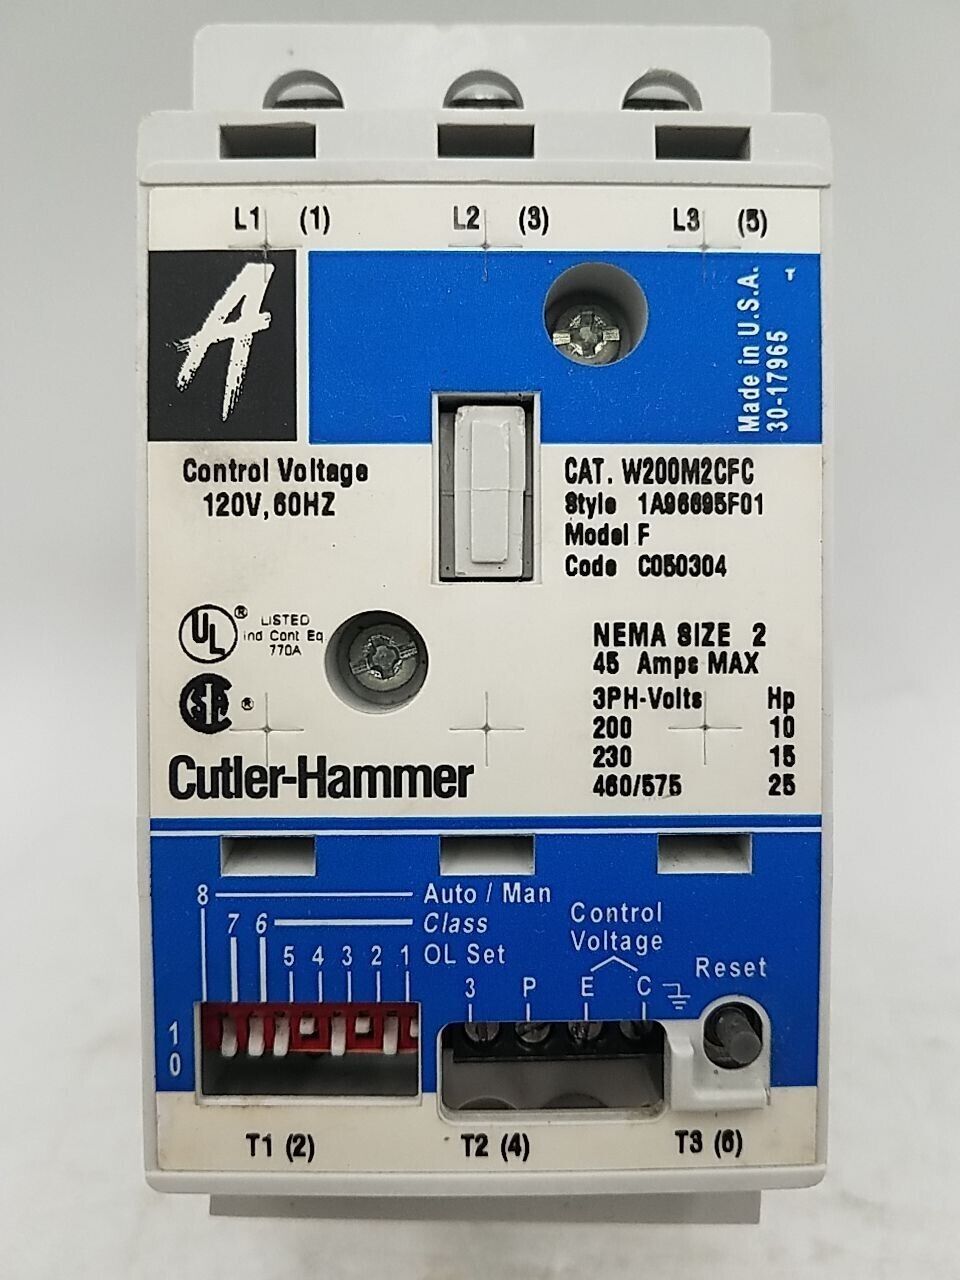 L1 (1) L2 (3) L3 (5)
A
T
Made in U.S.A.
30-17965
Control Voltage
120V, 60HZ
CAT. W200M2CFC
Style 1A96695F01
Model F
Code C050304
UL ® LISTED
Ind Cont Eq.
770A
SA ®
NEMA SIZE 2
45 Amps MAX
3PH-Volts Hp
200 10
230 15
460/575 25
Cutler-Hammer
8 Auto / Man
7 6 Class
5 4 3 2 1 OL Set
Control
Voltage
3 P E C
Reset
1
0
T1 (2) T2 (4) T3 (6)